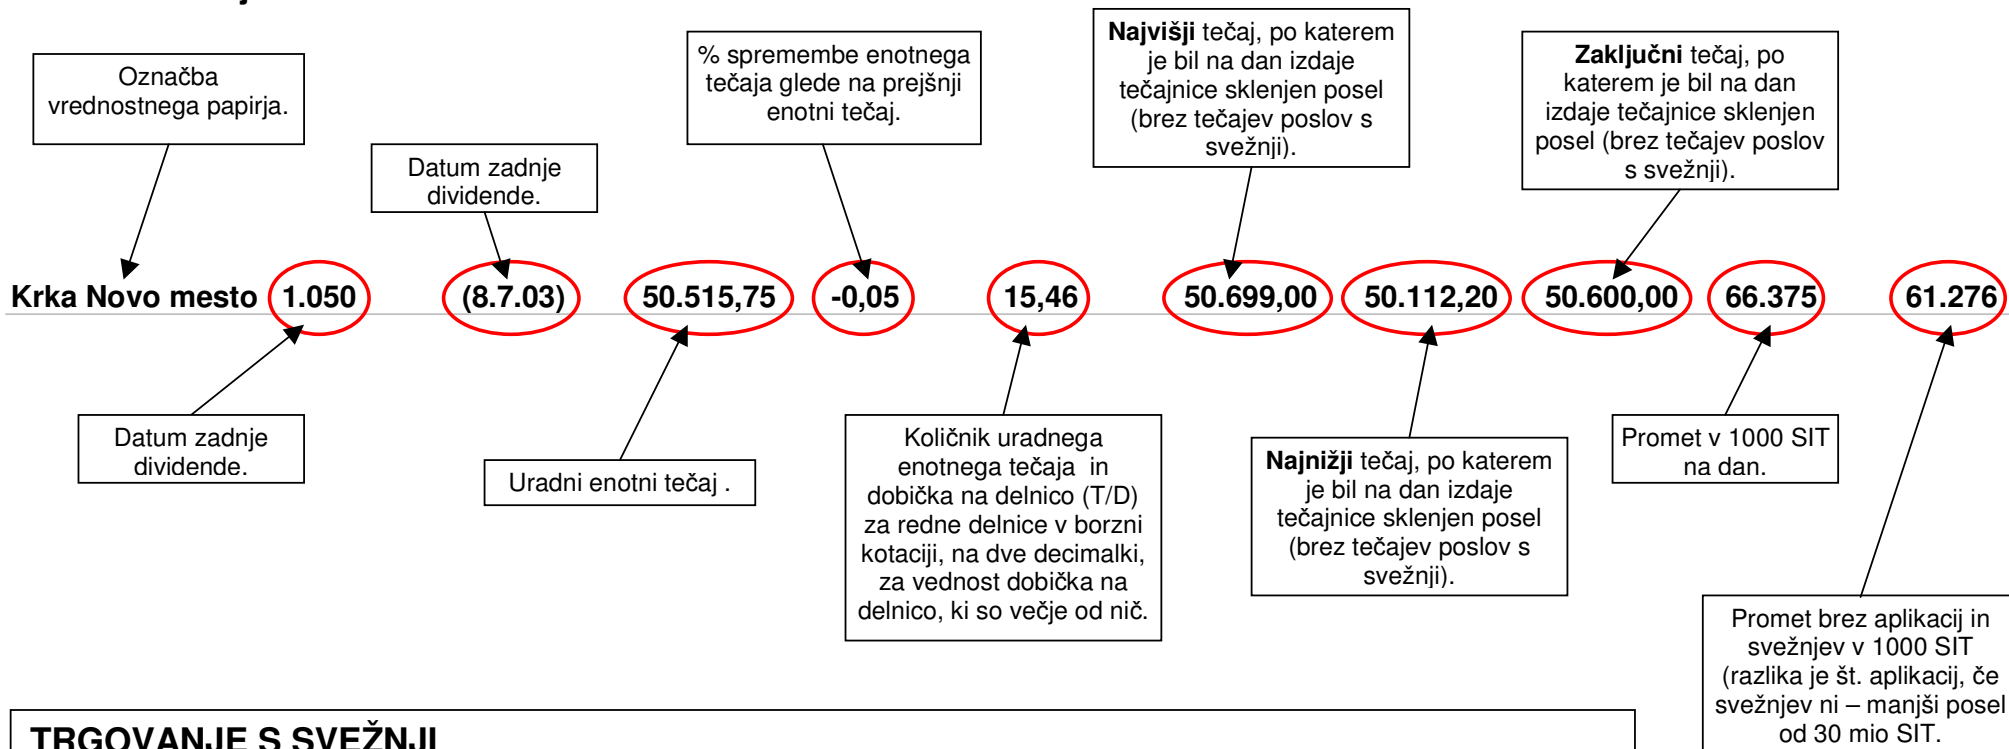 Označba
vrednostnega papirja.
Datum zadnje
dividende.
% spremembe enotnega
tečaja glede na prejšnji
enotni tečaj.
Najvišji tečaj, po katerem
je bil na dan izdaje
tečajnice sklenjen posel
(brez tečajev poslov s
svežnji).
Zaključni tečaj, po
katerem je bil na dan
izdaje tečajnice sklenjen
posel (brez tečajev poslov
s svežnji).
Krka Novo mesto 1.050 (8.7.03) 50.515,75 -0,05 15,46 50.699,00 50.112,20 50.600,00 66.375 61.276
Datum zadnje
dividende.
Uradni enotni tečaj .
Količnik uradnega
enotnega tečaja in
dobička na delnico (T/D)
za redne delnice v borzni
kotaciji, na dve decimalki,
za vednost dobička na
delnico, ki so večje od nič.
Najnižji tečaj, po katerem
je bil na dan izdaje
tečajnice sklenjen posel
(brez tečajev poslov s
svežnji).
Promet v 1000 SIT
na dan.
Promet brez aplikacij in
svežnjev v 1000 SIT
(razlika je št. aplikacij, če
svežnjev ni – manjši posel
od 30 mio SIT.
TRGOVANJE S SVEŽNJI